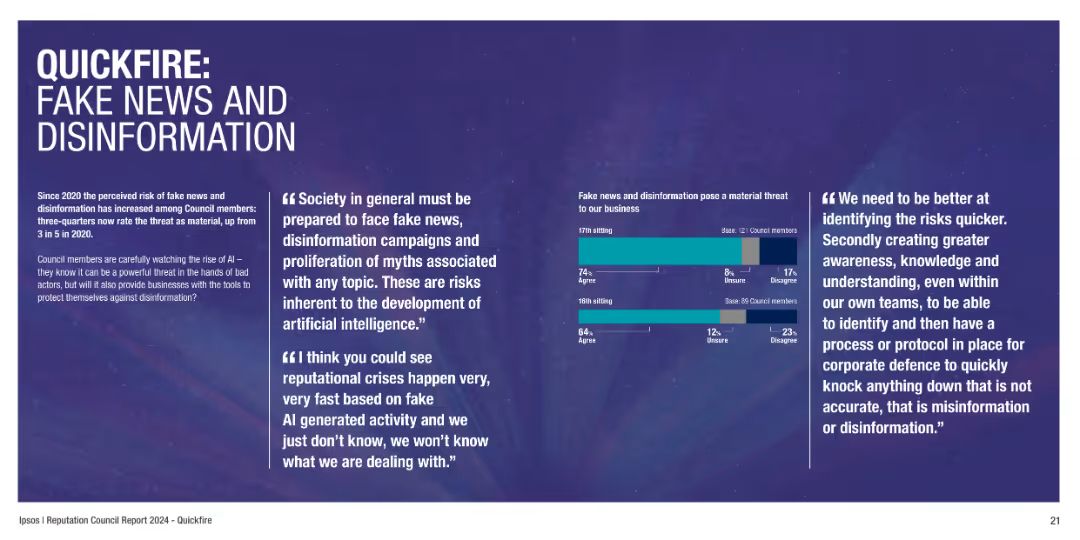 QUICKFIRE:
FAKE NEWS AND
DISINFORMATION
Since 2020 the perceived risk of fake news and
disinformation has increased among Council members:
three-quarters now rate the threat as material, up from
3 in 5 in 2020.
Council members are carefully watching the rise of AI –
they know it can be a powerful threat in the hands of bad
actors, but will it also provide businesses with the tools to
protect themselves against disinformation?
“Society in general must be
prepared to face fake news,
disinformation campaigns and
proliferation of myths associated
with any topic. These are risks
inherent to the development of
artificial intelligence.”
“I think you could see
reputational crises happen very,
very fast based on fake
AI generated activity and we
just don’t know, we won’t know
what we are dealing with.”
Fake news and disinformation pose a material threat
to our business
17th sitting Base: 121 Council members
74% 8% 17%
Agree Unsure Disagree
16th sitting Base: 89 Council members
64% 12% 23%
Agree Unsure Disagree
“We need to be better at
identifying the risks quicker.
Secondly creating greater
awareness, knowledge and
understanding, even within
our own teams, to be able
to identify and then have a
process or protocol in place for
corporate defence to quickly
knock anything down that is not
accurate, that is misinformation
or disinformation.”
Ipsos | Reputation Council Report 2024 - Quickfire
21